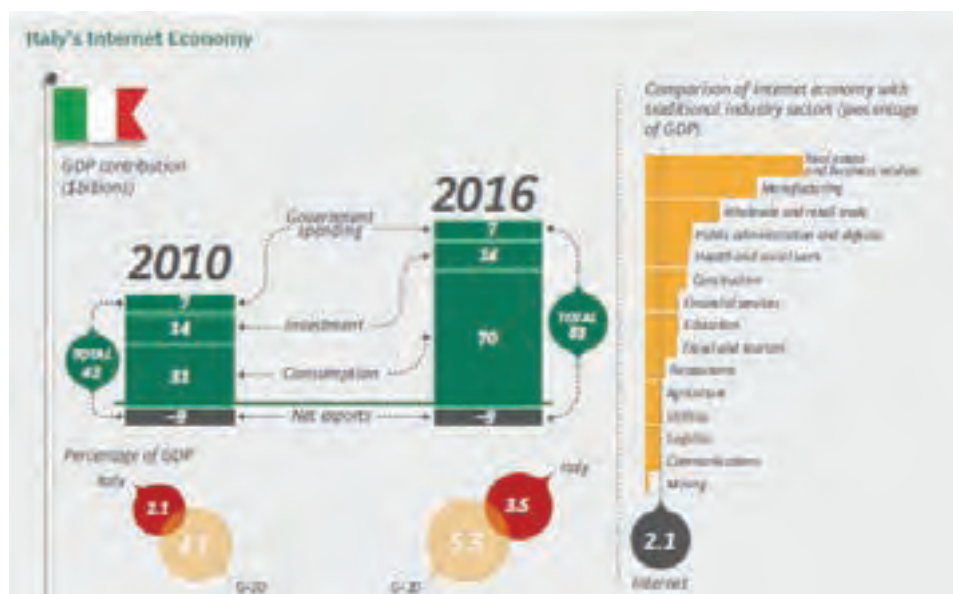 Italy's Internet Economy
GDP contribution
($billions)
2010
2016
Government
spending
Investment
Consumption
Net exports
7
14
TOTAL
-9
7
70
TOTAL
-9
Comparison of internet economy with
traditional industry sectors (percentage
of GDP)
Real estate
and business services
Manufacturing
Wholesale and retail trade
Public administration and defense
Health and social work
Construction
Financial services
Education
Travel and tourism
Restaurants
Agriculture
Utilities
Logistics
Communications
Mining
2.1
Internet
Percentage of GDP
Italy
2.1
4.1
G-20
Italy
3.5
5.3
G-20